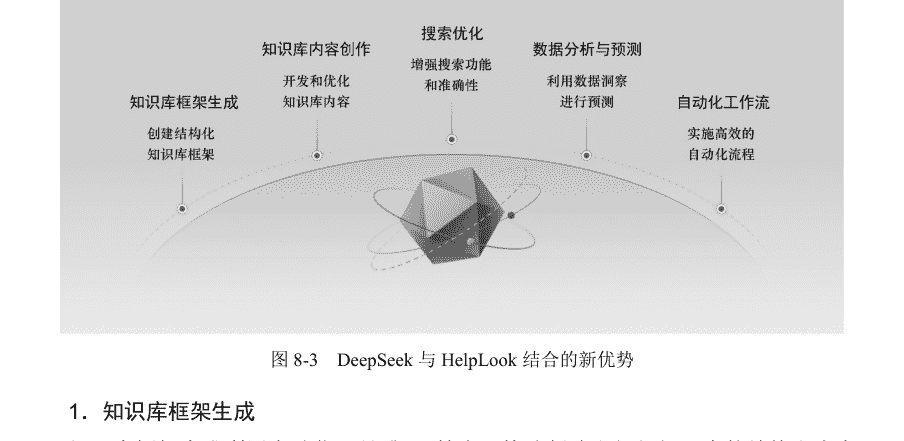 搜索优化
增强搜索功能
和准确性
知识库内容创作
开发和优化
知识库内容
数据分析与预测
利用数据洞察
进行预测
知识库框架生成
创建结构化
知识库框架
自动化工作流
实施高效的
自动化流程
图 8-3 DeepSeek 与 HelpLook 结合的新优势
1．知识库框架生成